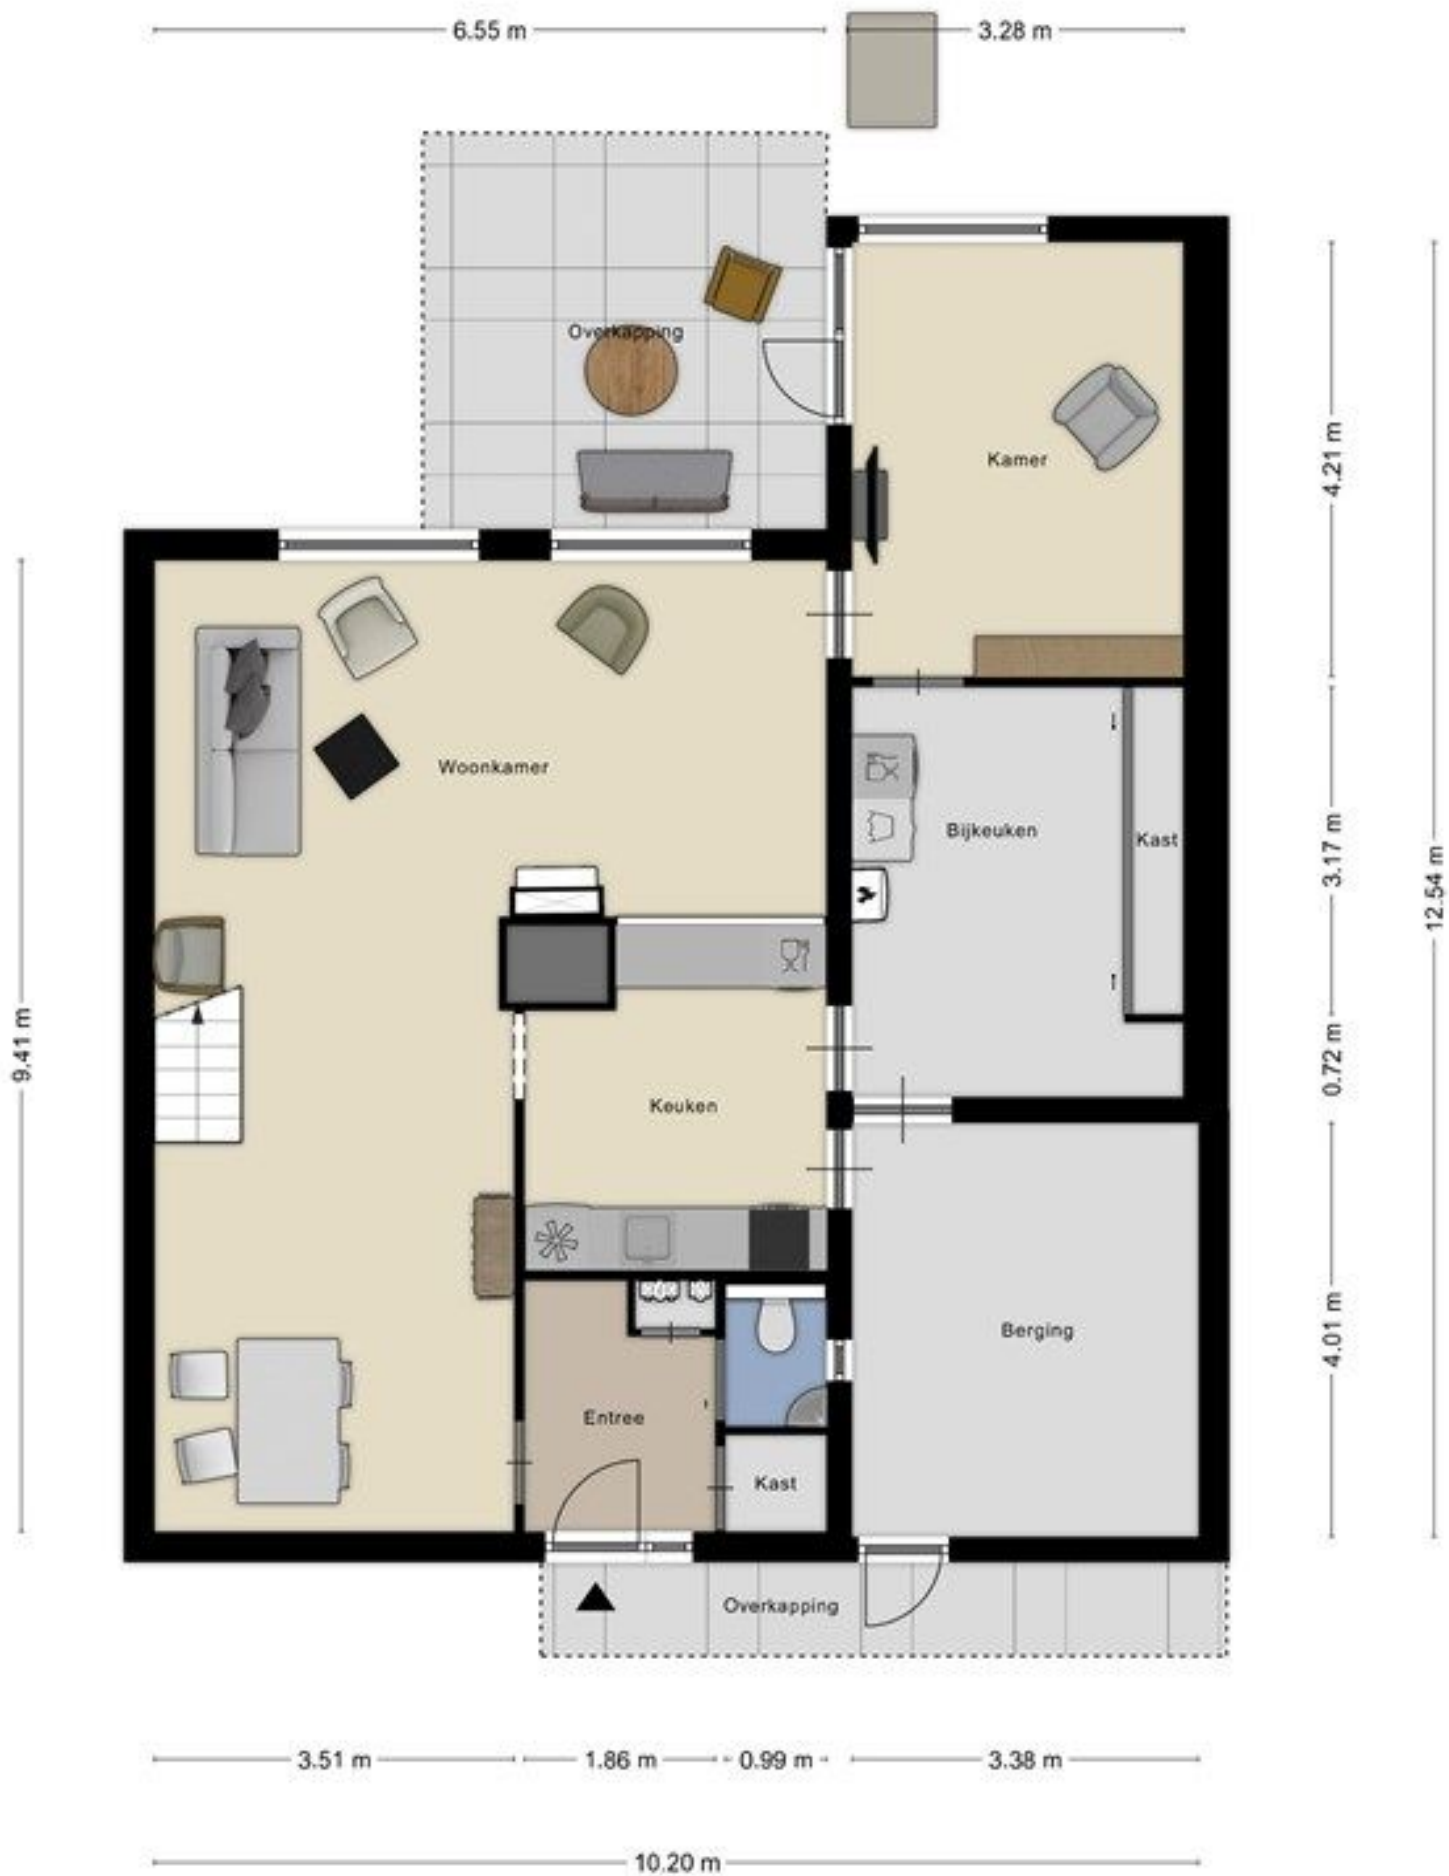 6.55 m
3.28 m
Overkapping
Kamer
4.21 m
Woonkamer
Bijkeuken
Kast
3.17 m
12.54 m
9.41 m
0.72 m
Keuken
Berging
4.01 m
Entree
Kast
Overkapping
3.51 m
1.86 m
0.99 m
3.38 m
10.20 m